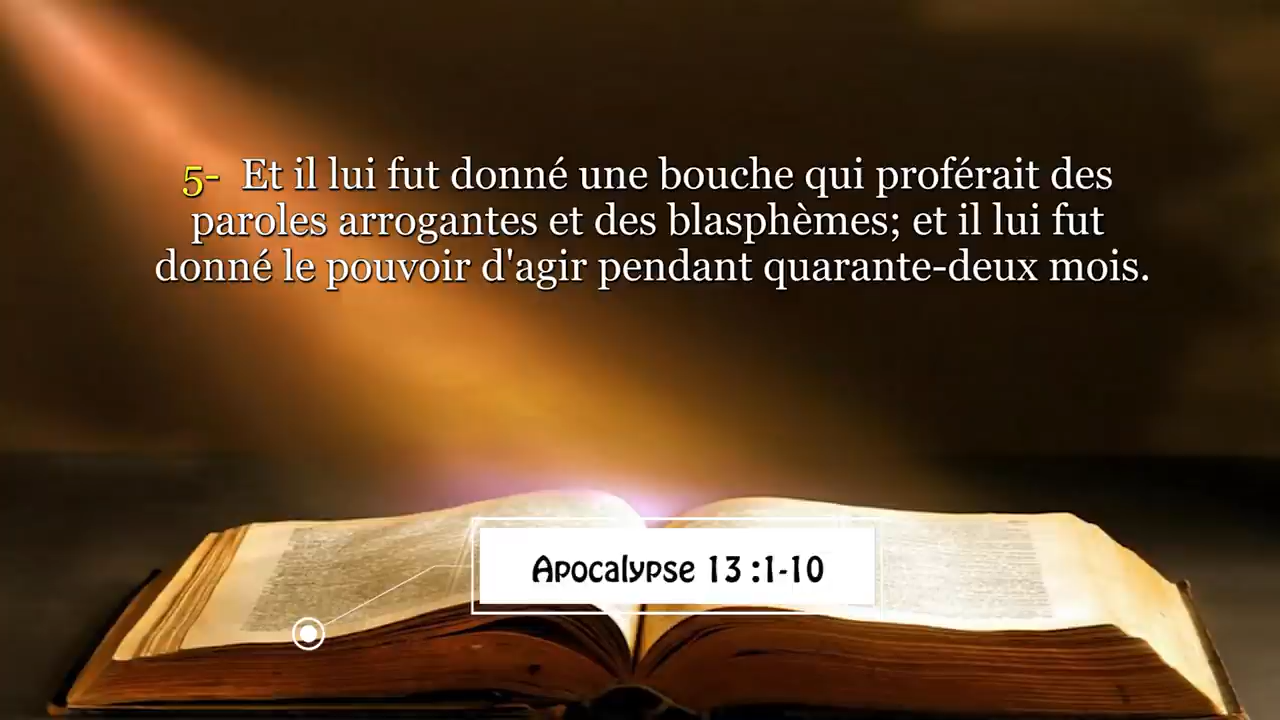 5- Et il lui fut donné une bouche qui proférait des
paroles arrogantes et des blasphèmes; et il lui fut
donné le pouvoir d'agir pendant quarante-deux mois.
Apocalypse 13 :1-10